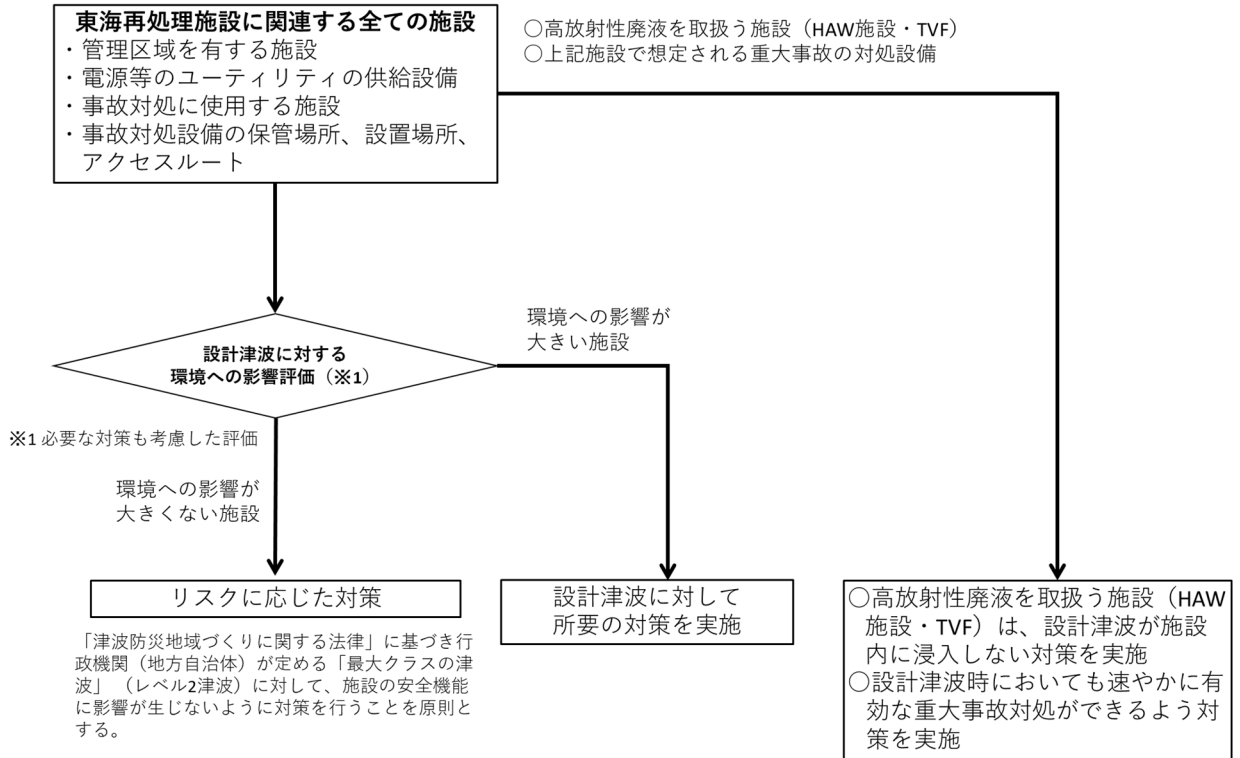 東海再処理施設に関連する全ての施設
・管理区域を有する施設
・電源等のユーティリティの供給設備
・事故対処に使用する施設
・事故対処設備の保管場所、設置場所、
アクセスルート
○高放射性廃液を取扱う施設（HAW施設・TVF）
○上記施設で想定される重大事故の対処設備
設計津波に対する
環境への影響評価（※1）
環境への影響が
大きい施設
※1 必要な対策も考慮した評価
環境への影響が
大きくない施設
リスクに応じた対策
「津波防災地域づくりに関する法律」に基づき行
政機関（地方自治体）が定める「最大クラスの津
波」（レベル2津波）に対して、施設の安全機能
に影響が生じないように対策を行うことを原則と
する。
設計津波に対して
所要の対策を実施
○高放射性廃液を取扱う施設（HAW
施設・TVF）は、設計津波が施設
内に浸入しない対策を実施
○設計津波時においても速やかに有
効な重大事故対処ができるよう対
策を実施